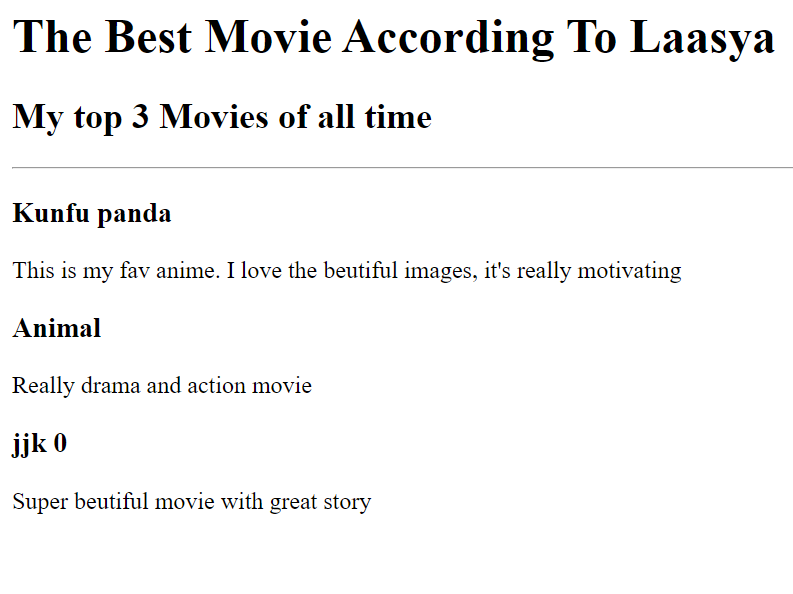 The Best Movie According To Laasya
My top 3 Movies of all time
Kunfu panda
This is my fav anime. I love the beutiful images, it's really motivating
Animal
Really drama and action movie
jjk 0
Super beutiful movie with great story